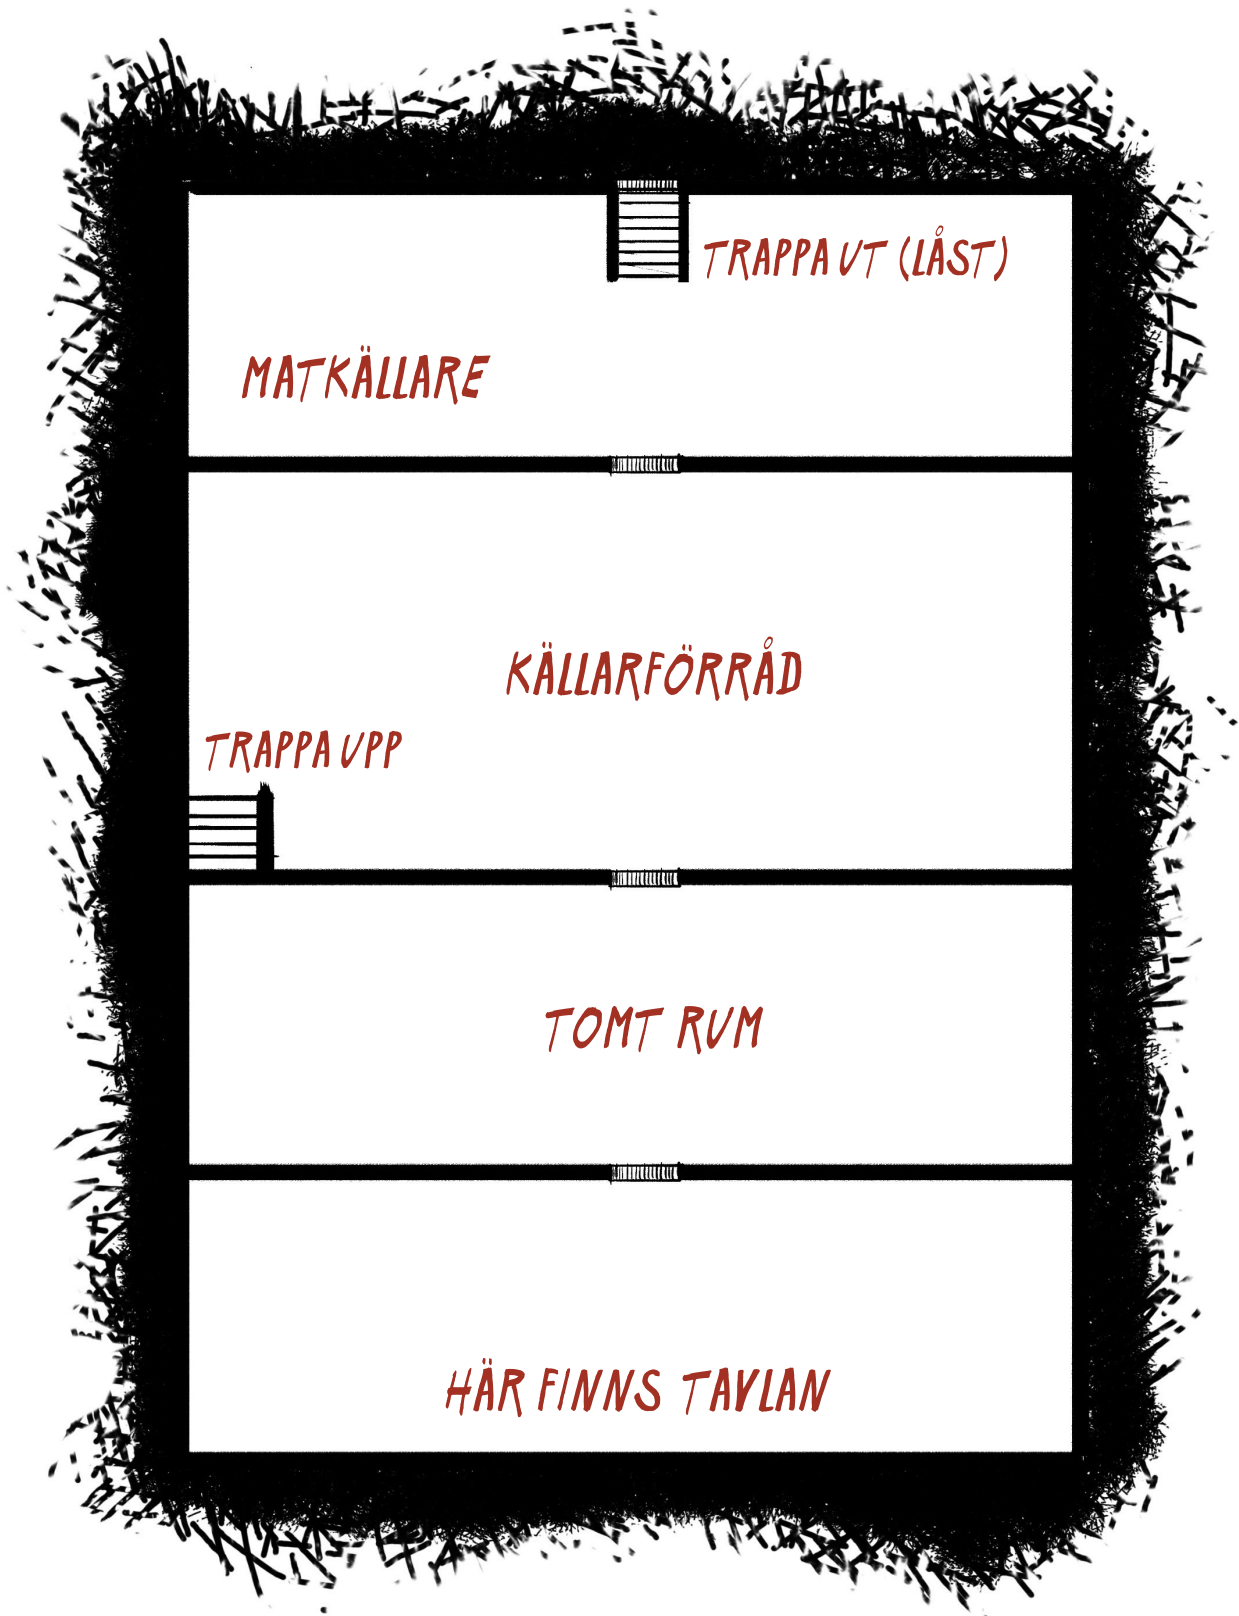 TRAPPA UT (LÅST)
MATKÄLLARE
KÄLLARFÖRRÅD
TRAPPA UPP
TOMT RUM
HÄR FINNS TAVLAN